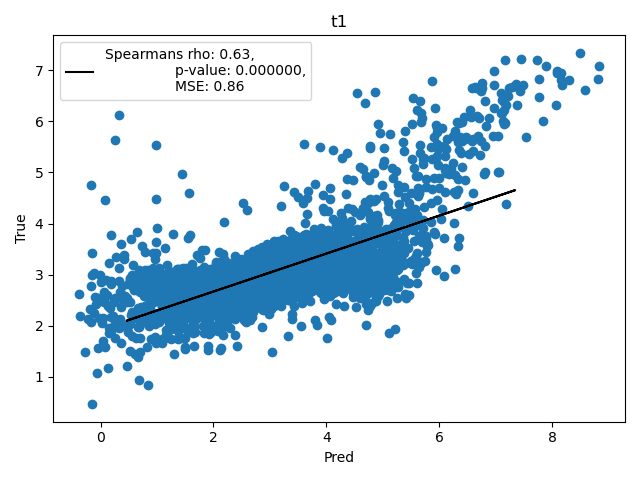 t1
Spearmans rho: 0.63,
p-value: 0.000000,
MSE: 0.86
True
7
6
5
4
3
2
1
0 2 4 6 8
Pred